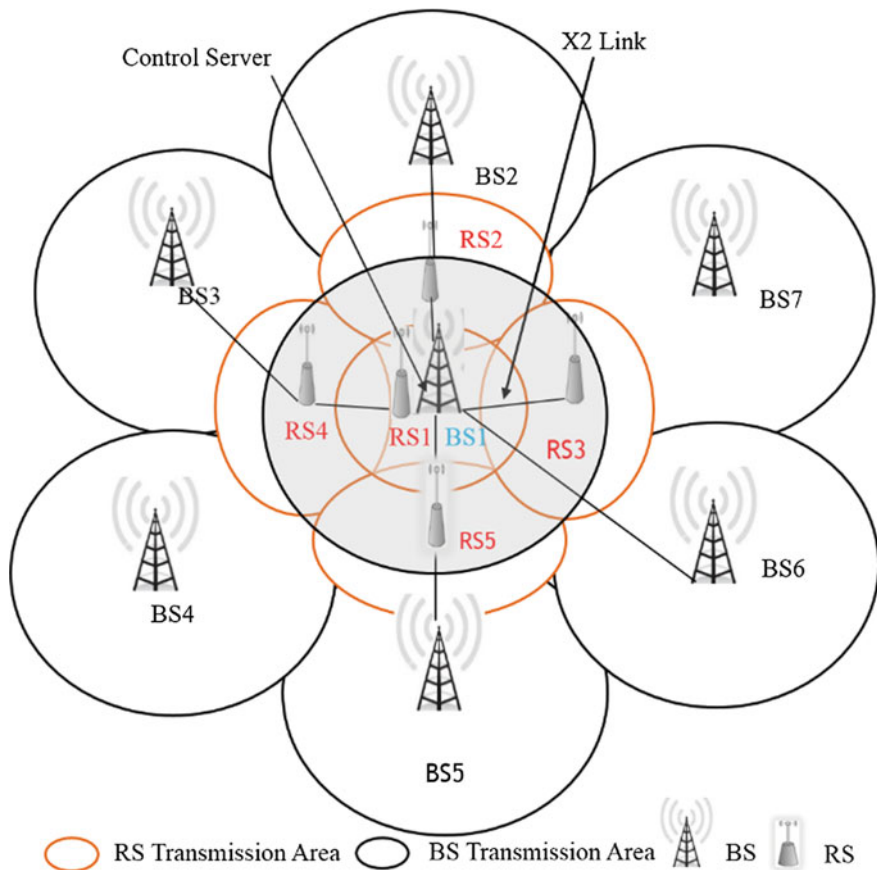 Control Server
X2 Link
BS2
RS2
BS3
BS7
RS4
RS1
BS1
RS3
RS5
BS6
BS4
BS5
RS Transmission Area
BS Transmission Area
BS
RS